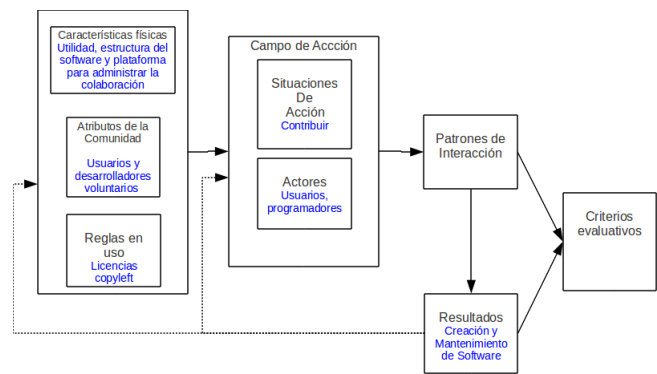 Características físicas
Utilidad, estructura del
software y plataforma
para administrar la
colaboración
Atributos de la
Comunidad
Usuarios y
desarrolladores
voluntarios
Reglas en
uso
Licencias
copyleft
Campo de Accción
Situaciones
De
Acción
Contribuir
Actores
Usuarios,
programadores
Patrones de
Interacción
Resultados
Creación y
Mantenimiento
de Software
Criterios
evaluativos